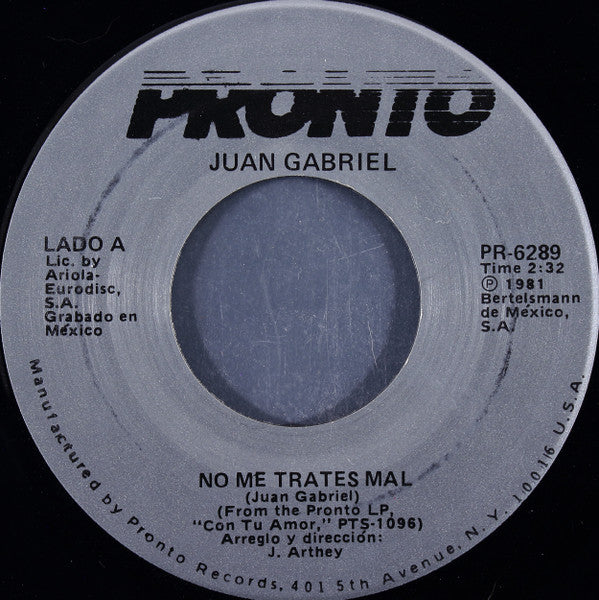 PRONTO
JUAN GABRIEL
LADO A
Lic. by
Ariola-
Eurodisc,
S.A.
Grabado en
México
PR-6289
Time 2:32
Ⓟ 1981
Bertelsmann
de México,
S.A.
NO ME TRATES MAL
(Juan Gabriel)
(From the Pronto LP,
"Con Tu Amor," PTS-1096)
Arreglo y dirección:
J. Arthey
Manufactured by Pronto Records, 401 5th Avenue, N.Y. 10016 U.S.A.